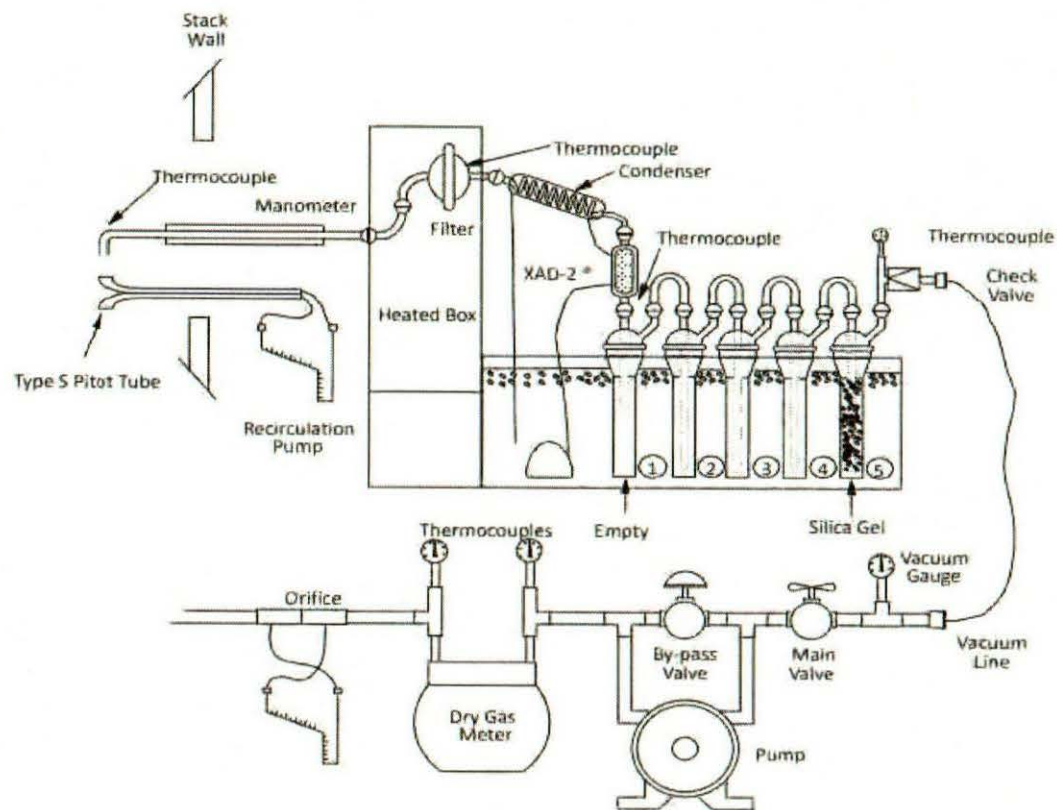 Stack
Wall
Thermocouple
Thermocouple
Condenser
Manometer
Filter
Thermocouple
Thermocouple
XAD-2 ®
Check
Valve
Heated Box
Type S Pitot Tube
Recirculation
Pump
1 2 3 4 5
Empty
Silica Gel
Thermocouples
Vacuum
Gauge
Orifice
By-pass
Valve
Main
Valve
Vacuum
Line
Dry Gas
Meter
Pump